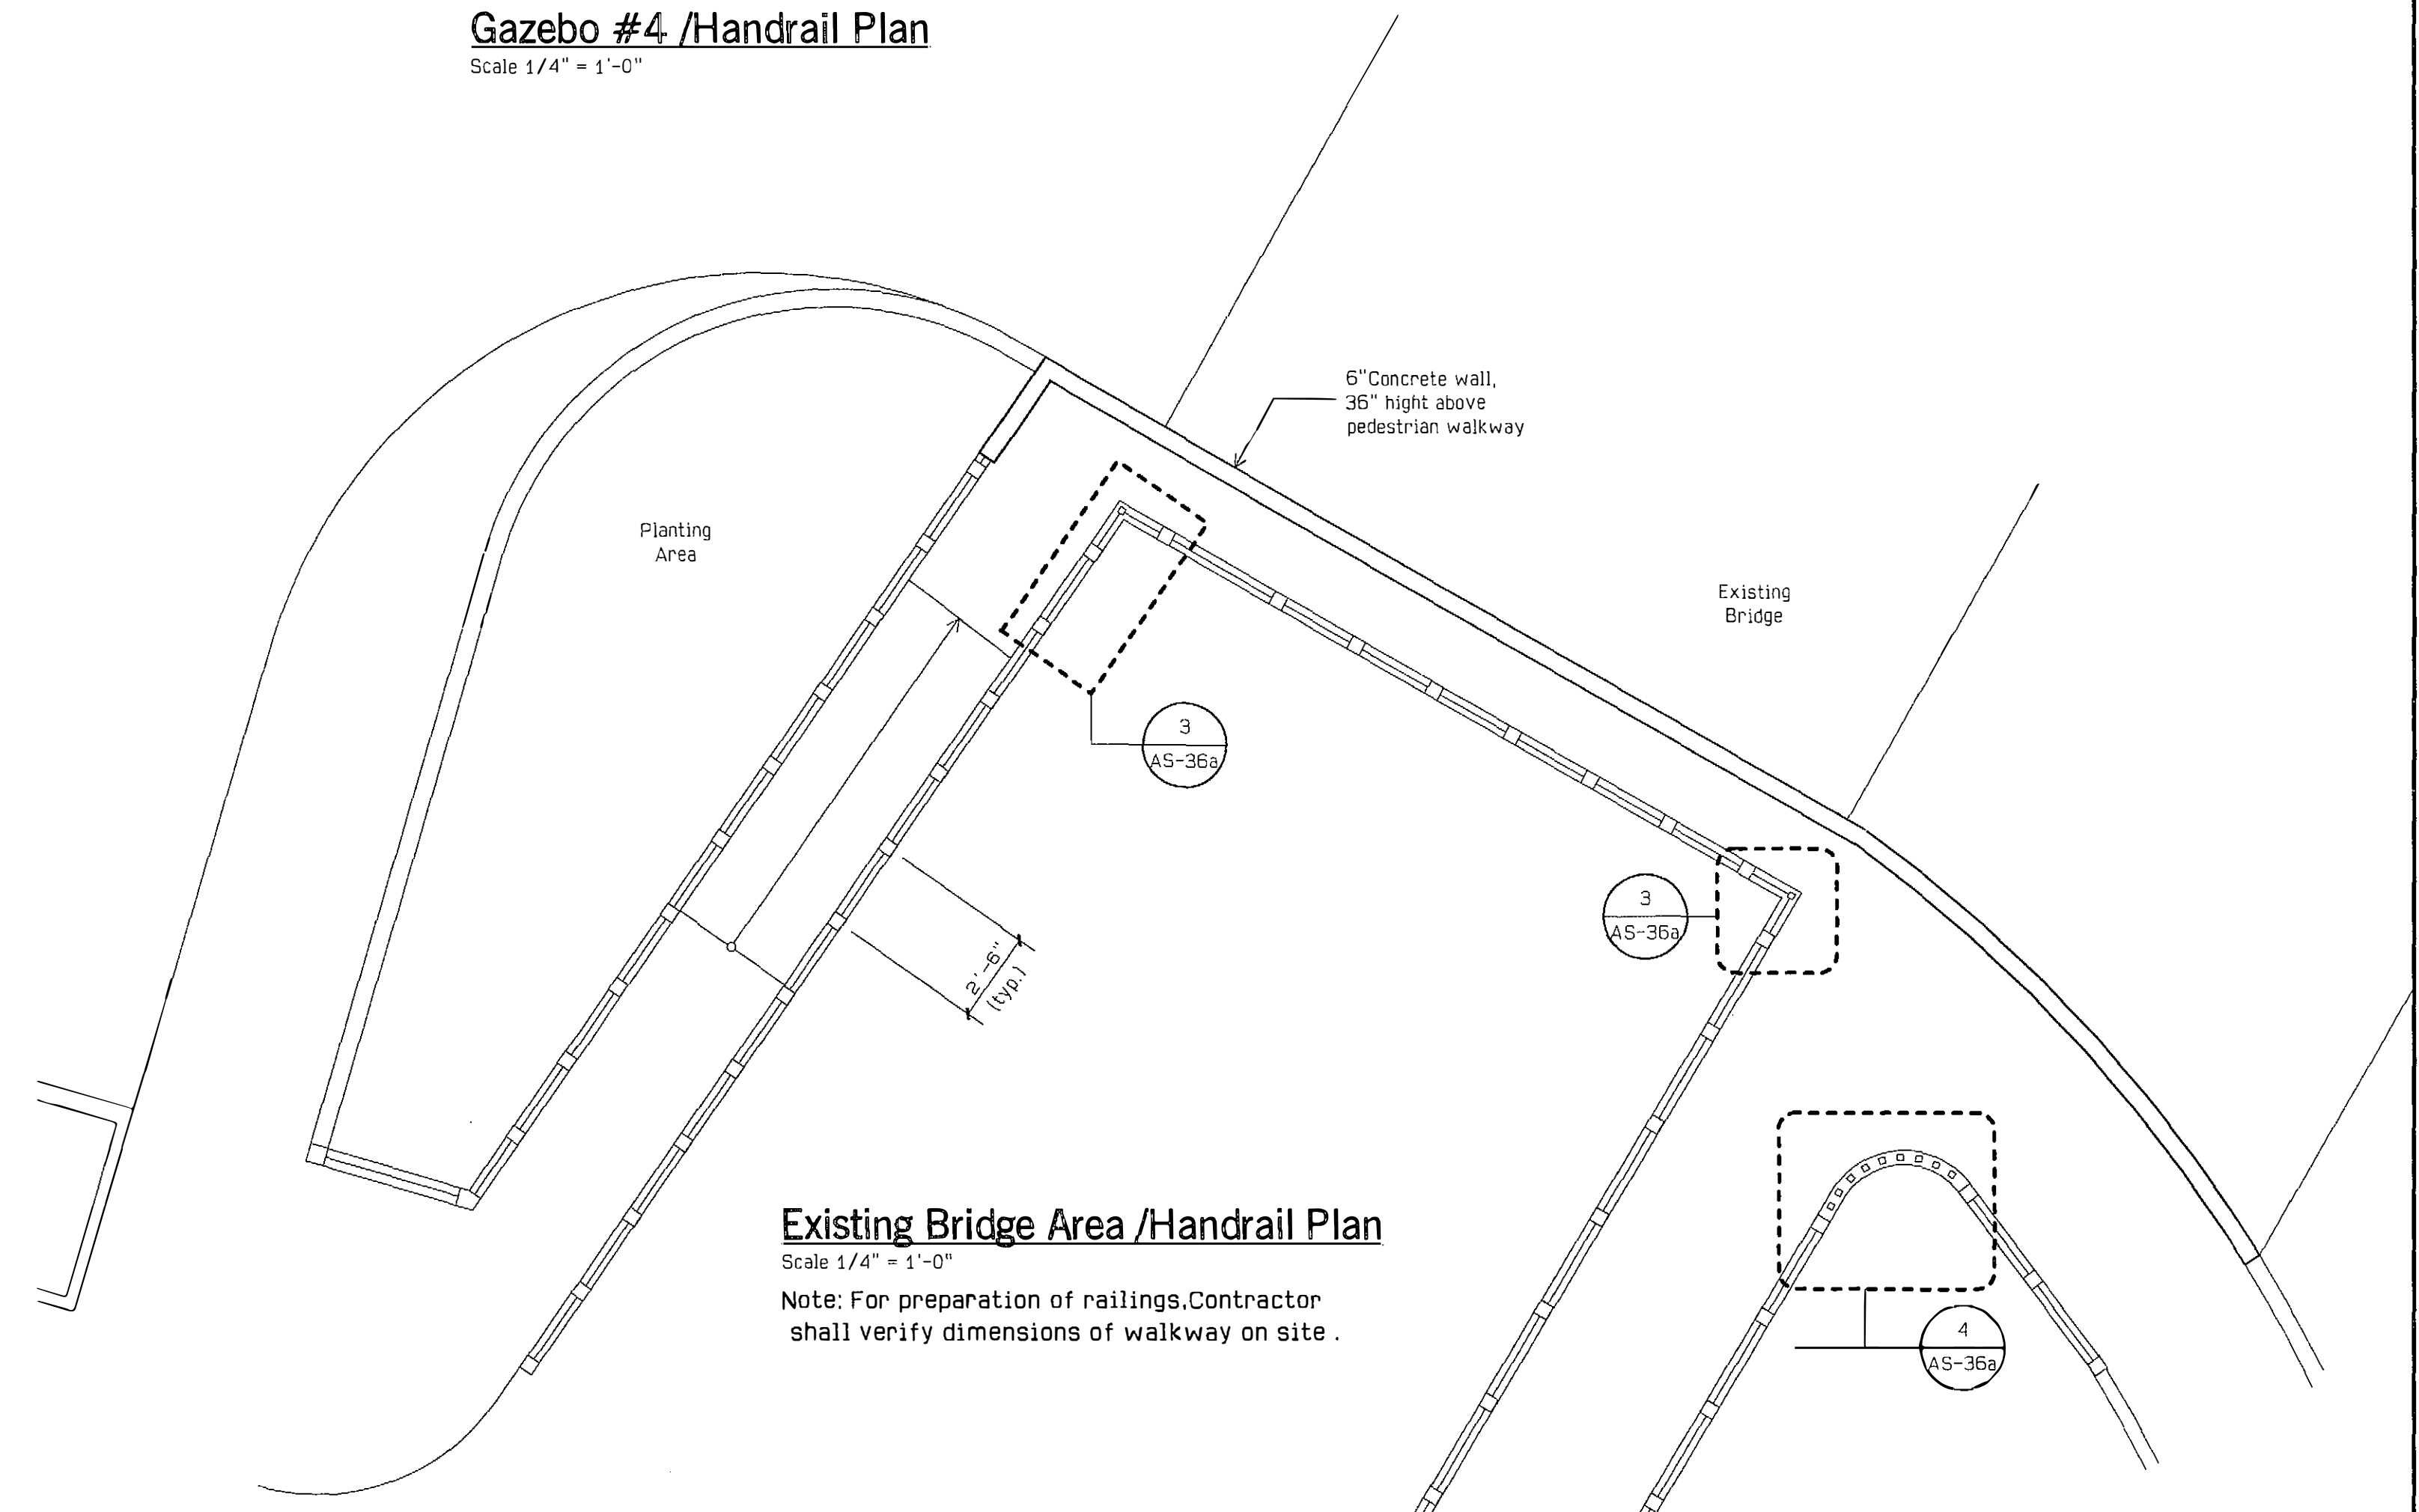 Gazebo #4 /Handrail Plan
Scale 1/4" = 1'-0"
6"Concrete wall,
36" hight above
pedestrian walkway
Planting
Area
Existing
Bridge
3
AS-36a
3
AS-36a
2'-6"
(typ.)
Existing Bridge Area /Handrail Plan
Scale 1/4" = 1'-0"
Note: For preparation of railings,Contractor
shall verify dimensions of walkway on site .
4
AS-36a